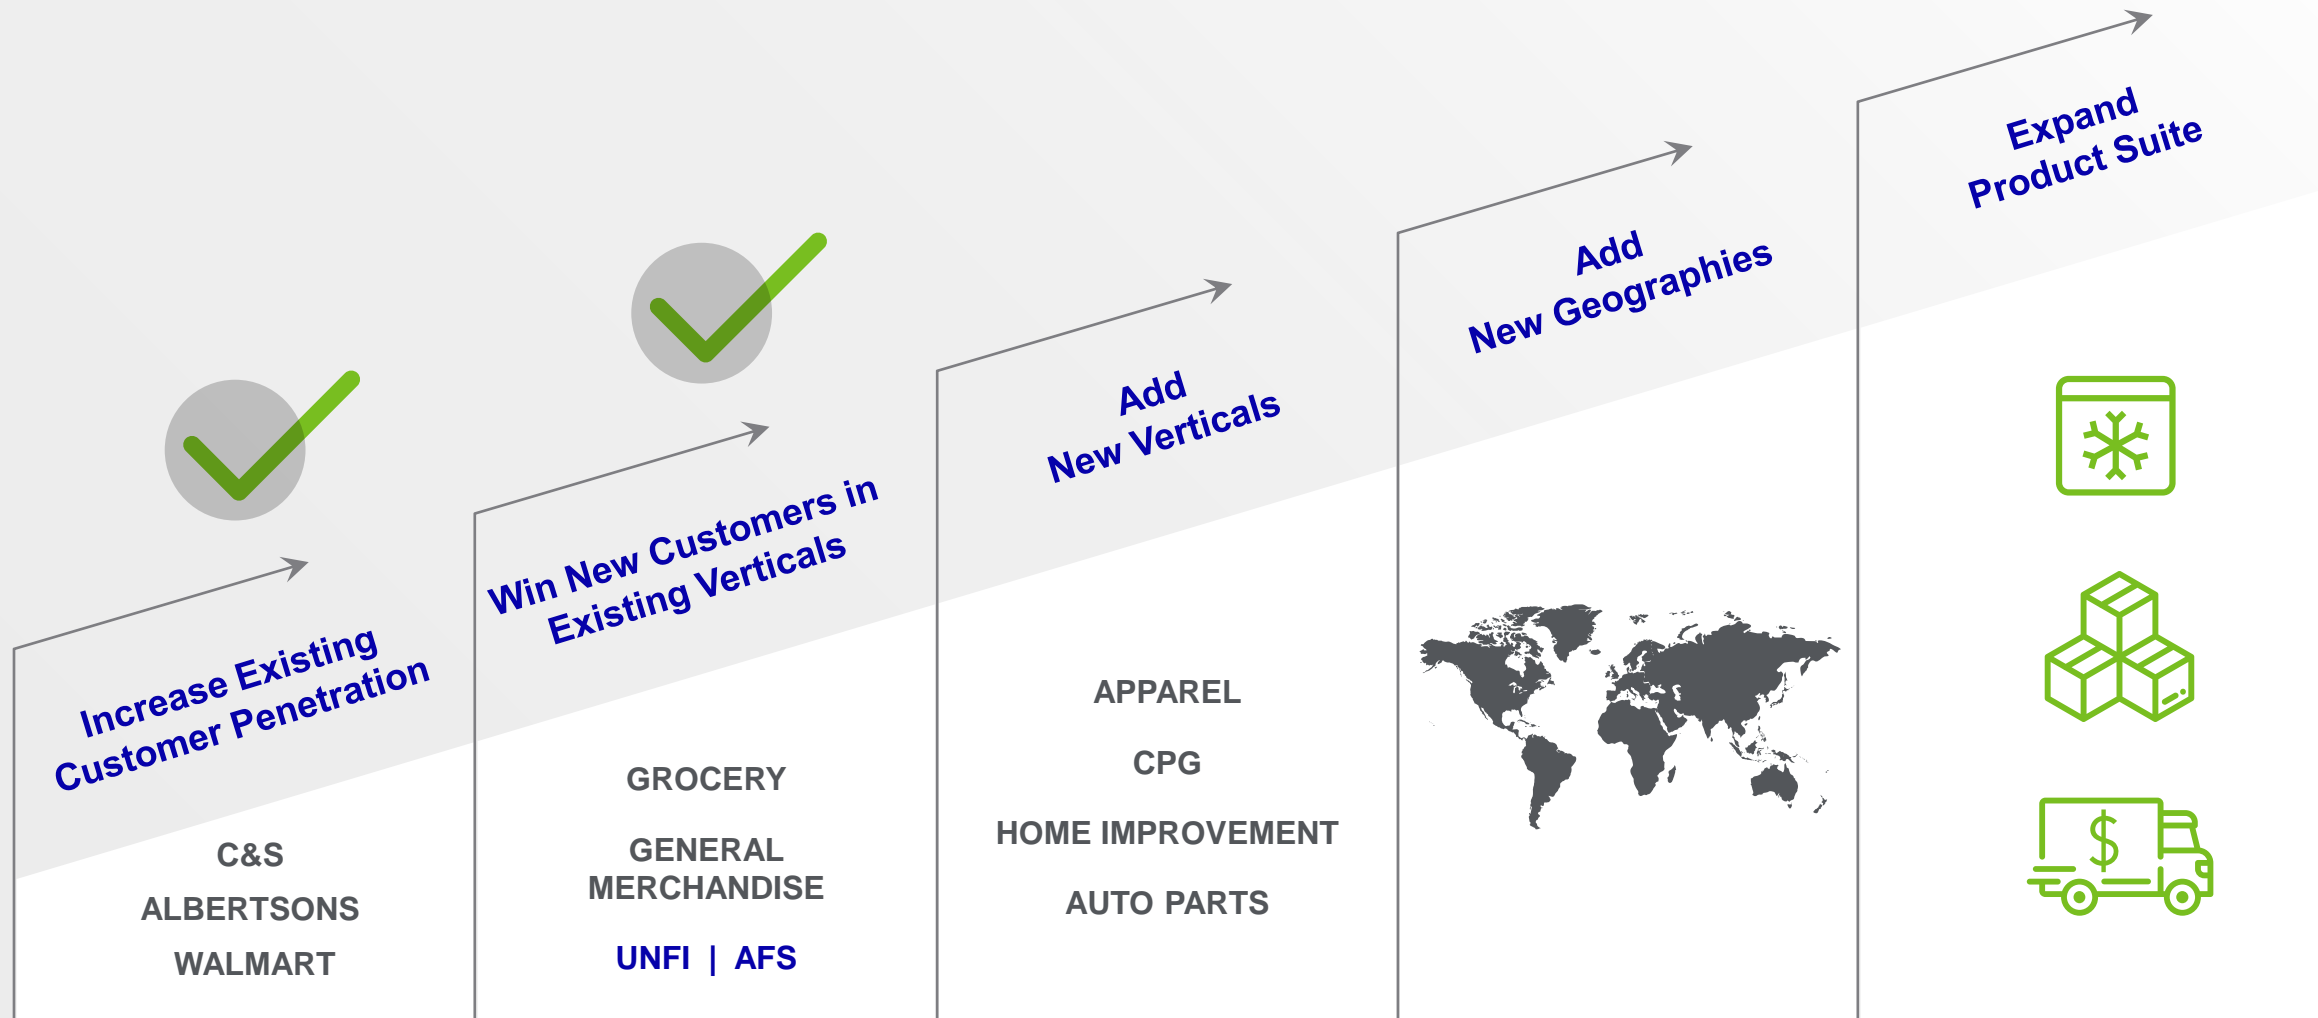 Increase Existing
Customer Penetration
C&S
ALBERTSONS
WALMART
Win New Customers in
Existing Verticals
GROCERY
GENERAL
MERCHANDISE
UNFI | AFS
Add
New Verticals
APPAREL
CPG
HOME IMPROVEMENT
AUTO PARTS
Add
New Geographies
Expand
Product Suite
$